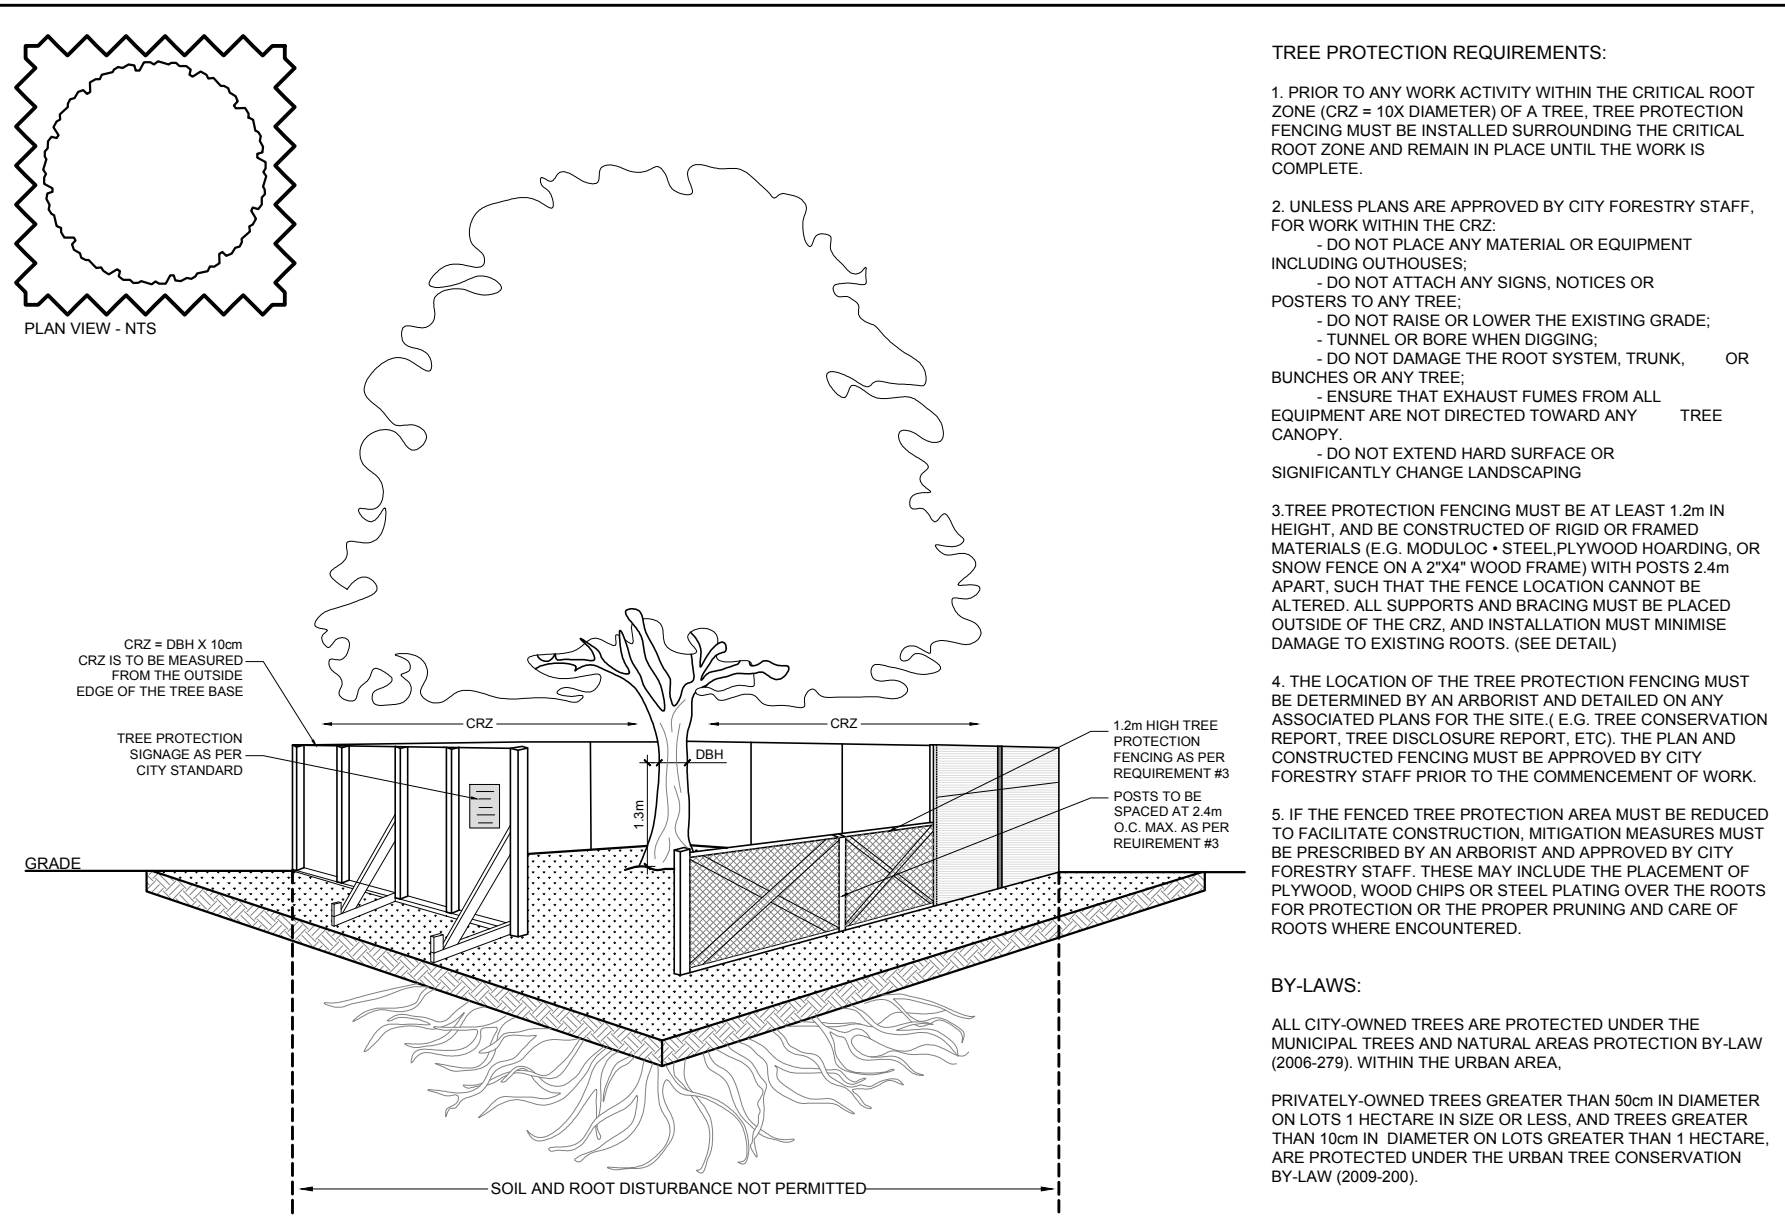 PLAN VIEW - NTS
CRZ = DBH X 10cm
CRZ IS TO BE MEASURED
FROM THE OUTSIDE
EDGE OF THE TREE BASE
TREE PROTECTION
SIGNAGE AS PER
CITY STANDARD
GRADE
CRZ
CRZ
DBH
1.3m
1.2m HIGH TREE
PROTECTION
FENCING AS PER
REQUIREMENT #3
POSTS TO BE
SPACED AT 2.4m
O.C. MAX. AS PER
REUIREMENT #3
SOIL AND ROOT DISTURBANCE NOT PERMITTED
TREE PROTECTION REQUIREMENTS:
1. PRIOR TO ANY WORK ACTIVITY WITHIN THE CRITICAL ROOT
ZONE (CRZ = 10X DIAMETER) OF A TREE, TREE PROTECTION
FENCING MUST BE INSTALLED SURROUNDING THE CRITICAL
ROOT ZONE AND REMAIN IN PLACE UNTIL THE WORK IS
COMPLETE.
2. UNLESS PLANS ARE APPROVED BY CITY FORESTRY STAFF,
FOR WORK WITHIN THE CRZ:
- DO NOT PLACE ANY MATERIAL OR EQUIPMENT
INCLUDING OUTHOUSES;
- DO NOT ATTACH ANY SIGNS, NOTICES OR
POSTERS TO ANY TREE;
- DO NOT RAISE OR LOWER THE EXISTING GRADE;
- TUNNEL OR BORE WHEN DIGGING;
- DO NOT DAMAGE THE ROOT SYSTEM, TRUNK, OR
BUNCHES OR ANY TREE;
- ENSURE THAT EXHAUST FUMES FROM ALL
EQUIPMENT ARE NOT DIRECTED TOWARD ANY TREE
CANOPY.
- DO NOT EXTEND HARD SURFACE OR
SIGNIFICANTLY CHANGE LANDSCAPING
3.TREE PROTECTION FENCING MUST BE AT LEAST 1.2m IN
HEIGHT, AND BE CONSTRUCTED OF RIGID OR FRAMED
MATERIALS (E.G. MODULOC • STEEL,PLYWOOD HOARDING, OR
SNOW FENCE ON A 2"X4" WOOD FRAME) WITH POSTS 2.4m
APART, SUCH THAT THE FENCE LOCATION CANNOT BE
ALTERED. ALL SUPPORTS AND BRACING MUST BE PLACED
OUTSIDE OF THE CRZ, AND INSTALLATION MUST MINIMISE
DAMAGE TO EXISTING ROOTS. (SEE DETAIL)
4. THE LOCATION OF THE TREE PROTECTION FENCING MUST
BE DETERMINED BY AN ARBORIST AND DETAILED ON ANY
ASSOCIATED PLANS FOR THE SITE.( E.G. TREE CONSERVATION
REPORT, TREE DISCLOSURE REPORT, ETC). THE PLAN AND
CONSTRUCTED FENCING MUST BE APPROVED BY CITY
FORESTRY STAFF PRIOR TO THE COMMENCEMENT OF WORK.
5. IF THE FENCED TREE PROTECTION AREA MUST BE REDUCED
TO FACILITATE CONSTRUCTION, MITIGATION MEASURES MUST
BE PRESCRIBED BY AN ARBORIST AND APPROVED BY CITY
FORESTRY STAFF. THESE MAY INCLUDE THE PLACEMENT OF
PLYWOOD, WOOD CHIPS OR STEEL PLATING OVER THE ROOTS
FOR PROTECTION OR THE PROPER PRUNING AND CARE OF
ROOTS WHERE ENCOUNTERED.
BY-LAWS:
ALL CITY-OWNED TREES ARE PROTECTED UNDER THE
MUNICIPAL TREES AND NATURAL AREAS PROTECTION BY-LAW
(2006-279). WITHIN THE URBAN AREA,
PRIVATELY-OWNED TREES GREATER THAN 50cm IN DIAMETER
ON LOTS 1 HECTARE IN SIZE OR LESS, AND TREES GREATER
THAN 10cm IN DIAMETER ON LOTS GREATER THAN 1 HECTARE,
ARE PROTECTED UNDER THE URBAN TREE CONSERVATION
BY-LAW (2009-200).